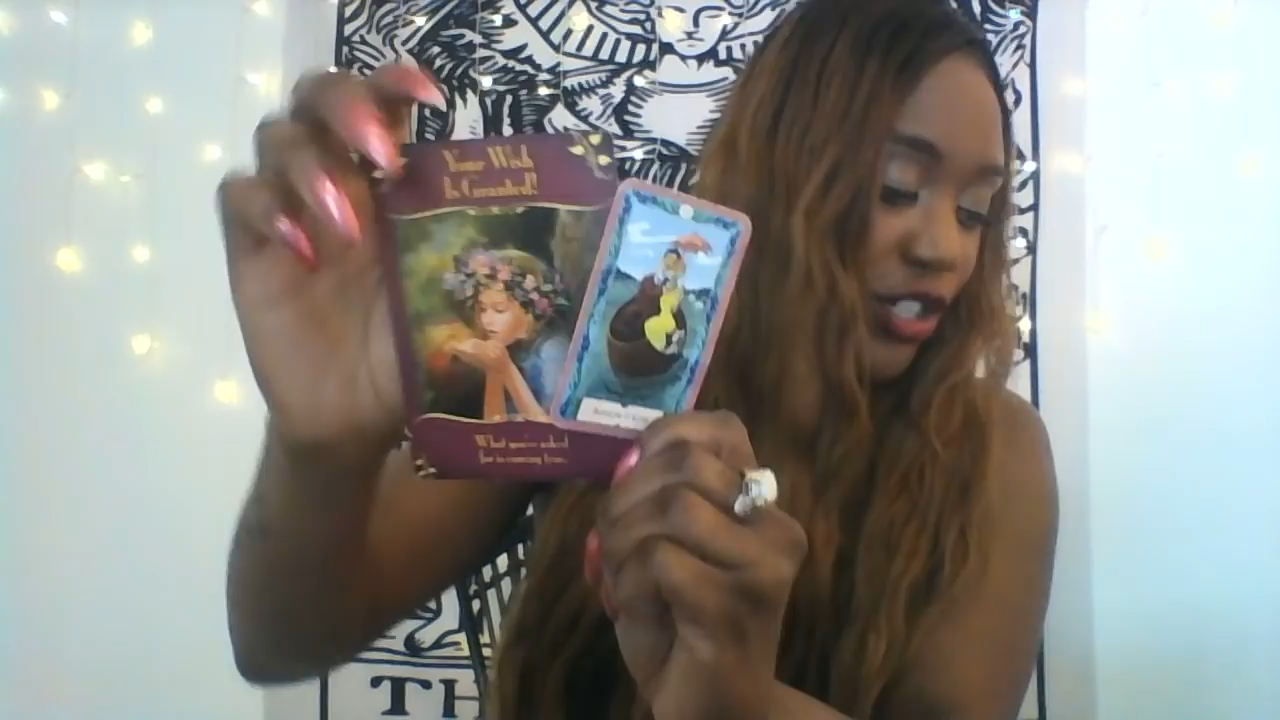 Your Wish
Is Granted!
What you've asked
for is coming true.
TH